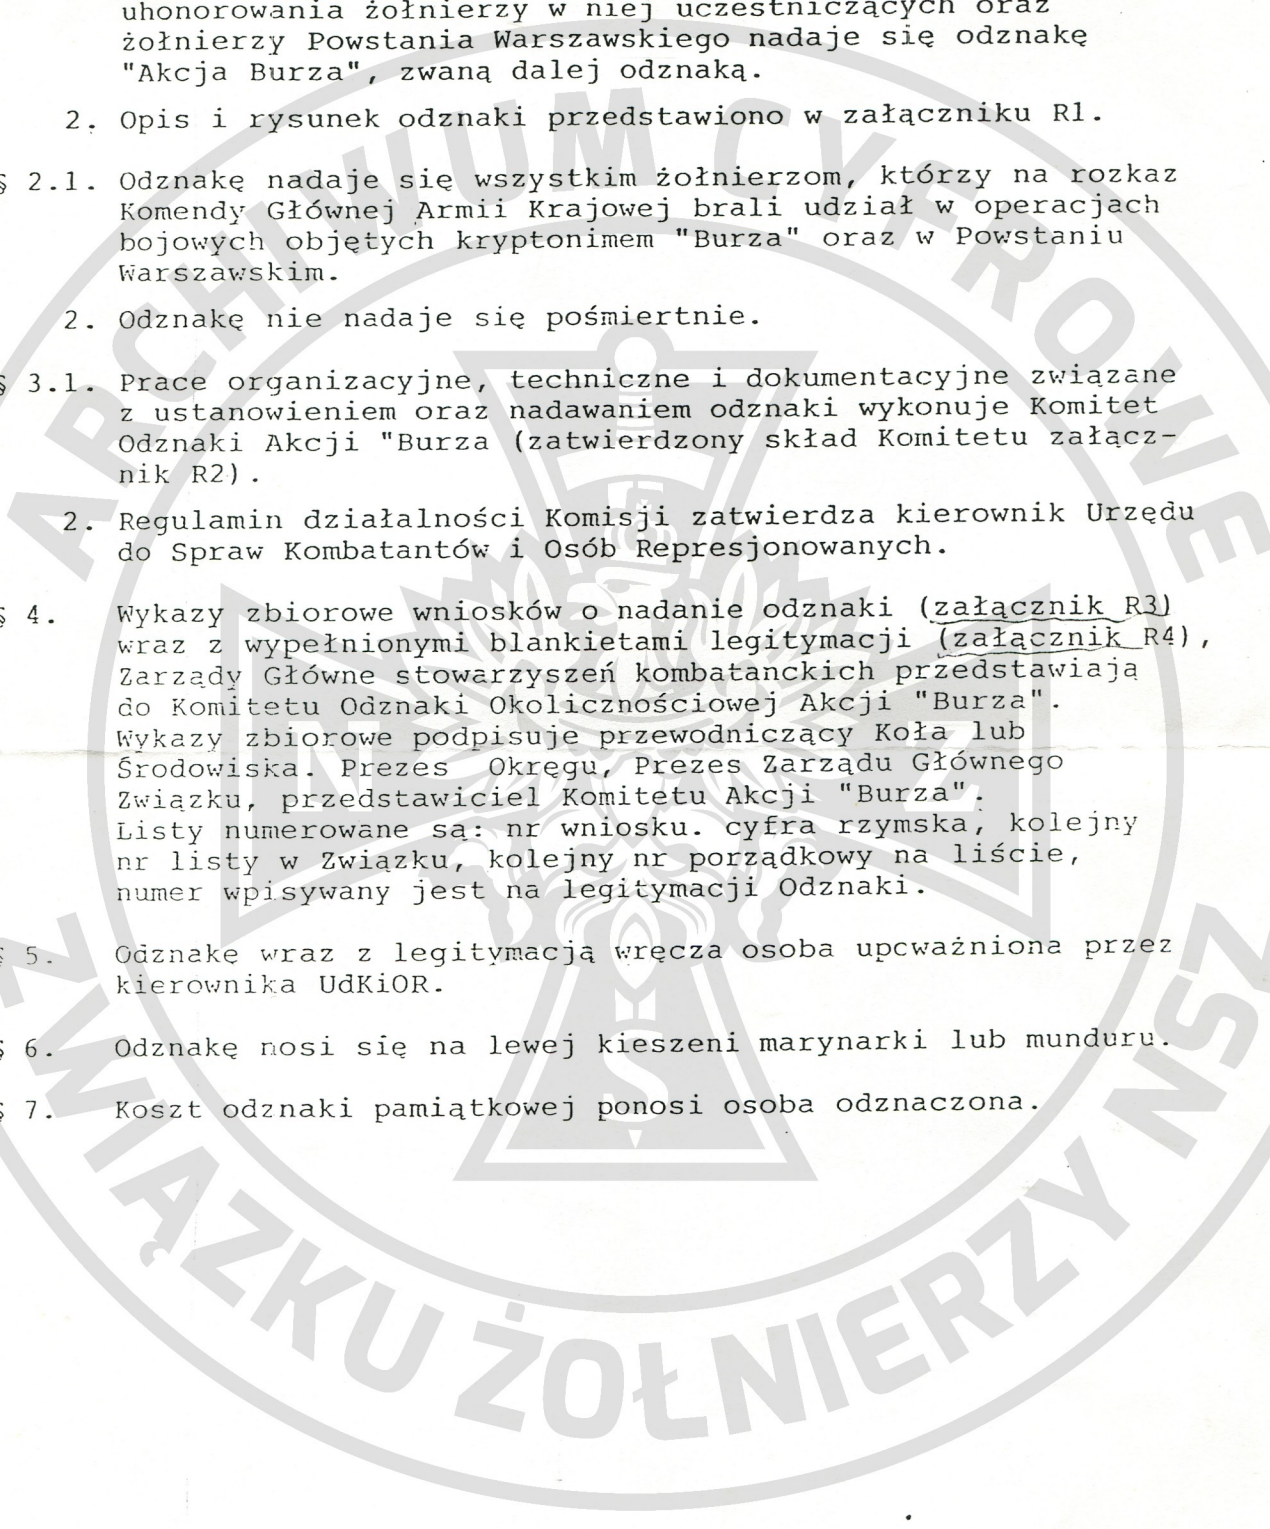 uhonorowania żołnierzy w niej uczestniczących oraz
żołnierzy Powstania Warszawskiego nadaje się odznakę
"Akcja Burza", zwaną dalej odznaką.
2. Opis i rysunek odznaki przedstawiono w załączniku R1.
§ 2.1. Odznakę nadaje się wszystkim żołnierzom, którzy na rozkaz
Komendy Głównej Armii Krajowej brali udział w operacjach
bojowych objętych kryptonimem "Burza" oraz w Powstaniu
Warszawskim.
2. Odznakę nie nadaje się pośmiertnie.
§ 3.1. Prace organizacyjne, techniczne i dokumentacyjne związane
z ustanowieniem oraz nadawaniem odznaki wykonuje Komitet
Odznaki Akcji "Burza (zatwierdzony skład Komitetu załącz-
nik R2).
2. Regulamin działalności Komisji zatwierdza kierownik Urzędu
do Spraw Kombatantów i Osób Represjonowanych.
§ 4. Wykazy zbiorowe wniosków o nadanie odznaki (załącznik R3)
wraz z wypełnionymi blankietami legitymacji (załącznik R4),
Zarządy Główne stowarzyszeń kombatanckich przedstawiają
do Komitetu Odznaki Okolicznościowej Akcji "Burza".
Wykazy zbiorowe podpisuje przewodniczący Koła lub
Środowiska. Prezes Okręgu, Prezes Zarządu Głównego
Związku, przedstawiciel Komitetu Akcji "Burza".
Listy numerowane są: nr wniosku. cyfra rzymska, kolejny
nr listy w Związku, kolejny nr porządkowy na liście,
numer wpisywany jest na legitymacji Odznaki.
§ 5. Odznakę wraz z legitymacją wręcza osoba upcważniona przez
kierownika UdKiOR.
§ 6. Odznakę nosi się na lewej kieszeni marynarki lub munduru.
§ 7. Koszt odznaki pamiątkowej ponosi osoba odznaczona.
ARCHIWUM CYFROWE
ZWIĄZKU ŻOŁNIERZY NSZ
N
Z
S